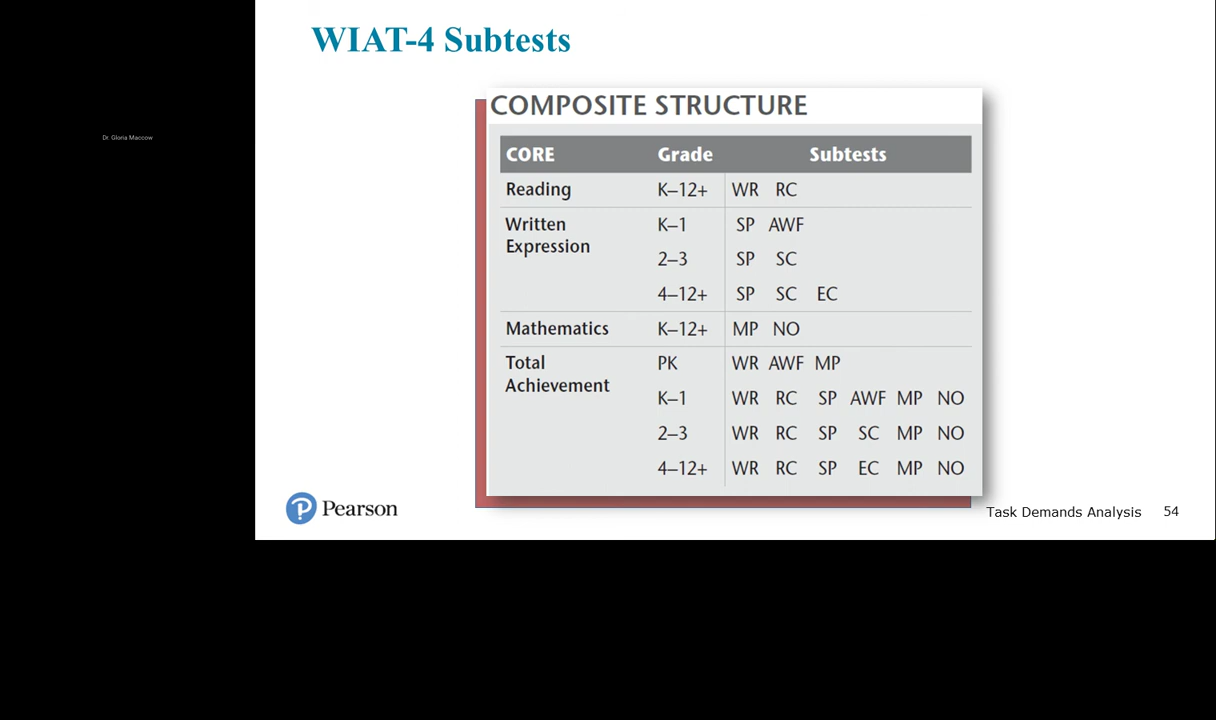 WIAT-4 Subtests
Dr. Gloria Maccow
COMPOSITE STRUCTURE
CORE Grade Subtests
Reading K–12+ WR RC
Written Expression K–1 SP AWF
2–3 SP SC
4–12+ SP SC EC
Mathematics K–12+ MP NO
Total Achievement PK WR AWF MP
K–1 WR RC SP AWF MP NO
2–3 WR RC SP SC MP NO
4–12+ WR RC SP EC MP NO
Pearson
Task Demands Analysis 54